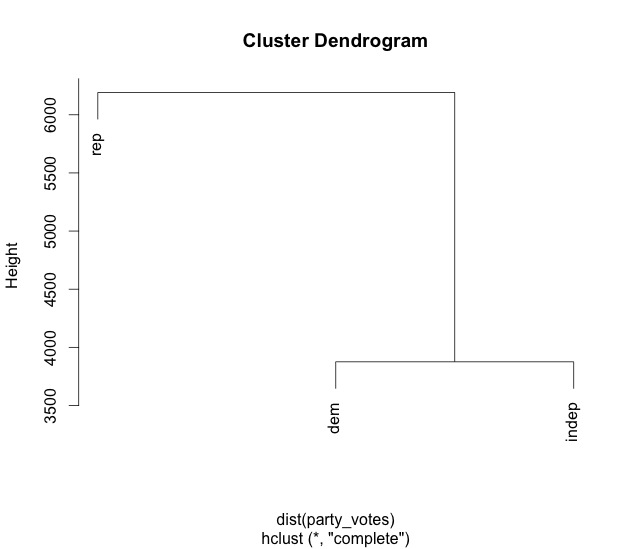 Cluster Dendrogram
Height
6000
5500
5000
4500
4000
3500
rep
dem
indep
dist(party_votes)
hclust (*, "complete")